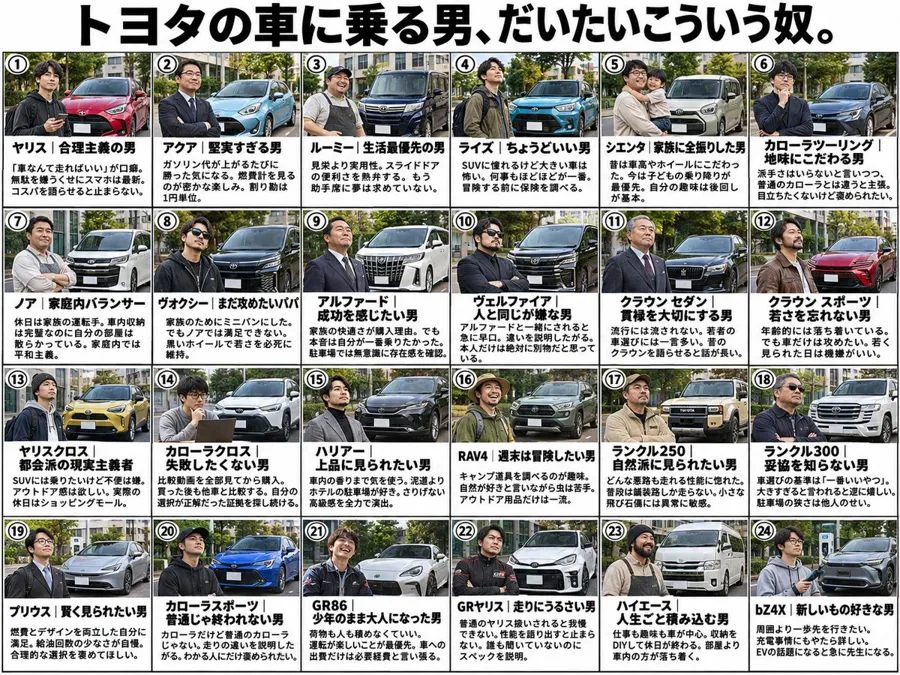 トヨタの車に乗る男、だいたいこういう奴。
①
ヤリス｜合理主義の男
「車なんて走ればいい」が口癖。
無駄を嫌うくせにスマホは最新。
コスパを語らせると止まらない。
②
アクア｜堅実すぎる男
ガソリン代が上がるたびに
勝った気になる。燃費計を見る
のが密かな楽しみ。割り勘は
1円単位。
③
ルーミー｜生活最優先の男
見栄より実用性。スライドドア
の便利さを熱弁する。もう
助手席に夢は求めていない。
④
ライズ｜ちょうどいい男
SUVに憧れるけど大きい車は
怖い。何事もほどほどが一番。
冒険する前に保険を調べる。
⑤
シエンタ｜家族に全振りした男
昔は車高やホイールにこだわっ
た。今は子どもの乗り降りが
最優先。自分の趣味は後回し
が基本。
⑥
カローラツーリング｜
地味にこだわる男
派手さはいらないと言いつつ、
普通のカローラとは違うと主張。
目立ちたくないけど褒められたい。
⑦
ノア｜家庭内バランサー
休日は家族の運転手。車内収納
は完璧なのに自分の部屋は
散らかっている。家庭内では
平和主義。
⑧
ヴォクシー｜まだ攻めたいパパ
家族のためにミニバンにした。
でもノアでは満足できない。
黒いホイールで若さを必死に
維持。
⑨
アルファード｜
成功を感じたい男
家族の快適さが購入理由。でも
本音は自分が一番乗りたかった。
駐車場では無意識に存在感を確認。
⑩
ヴェルファイア｜
人と同じが嫌な男
アルファードと一緒にされると
急に早口。違いを説明したがる。
本人だけは絶対に別物だと思って
いる。
⑪
クラウン セダン｜
貫禄を大切にする男
流行には流されない。若者の
車選びには一言多い。昔
のクラウンを語らせると話が長い。
⑫
クラウン スポーツ｜
若さを忘れない男
年齢的には落ち着いている。
でも車だけは攻めたい。若く
見られた日は機嫌がいい。
⑬
ヤリスクロス｜
都会派の現実主義者
SUVには乗りたいけど不便は嫌。
アウトドア感は欲しい。実際の
休日はショッピングモール。
⑭
カローラクロス｜
失敗したくない男
比較動画を全部見てから購入。
買った後も他車と比較する。自分の
選択が正解だった証拠を探し続ける。
⑮
ハリアー｜
上品に見られたい男
車内の香りまで気を使う。泥道より
ホテルの駐車場が好き。さりげない
高級感を全力で演出。
⑯
RAV4｜週末は冒険したい男
キャンプ道具を調べるのが趣味。
自然が好きと言いながら虫は苦手。
アウトドア用品だけは一流。
⑰
TOYOTA
ランクル250｜
自然派に見られたい男
どんな悪路も走れる性能に惚れた。
普段は舗装路しか走らない。小さな
飛び石傷には異常に敏感。
⑱
ランクル300｜
妥協を知らない男
車選びの基準は「一番いいやつ」。
大きすぎると言われると逆に嬉しい。
駐車場の狭さは他人のせい。
⑲
プリウス｜賢く見られたい男
燃費とデザインを両立した自分に
満足。給油回数の少なさが自慢。
合理的な選択を褒めてほしい。
⑳
カローラスポーツ｜
普通じゃ終われない男
カローラだけど普通のカローラ
じゃない。走りの違いを説明した
がる。わかる人にだけ褒められたい。
㉑
GR86｜
少年のまま大人になった男
荷物も人も積めなくていい。
運転が楽しいことが最優先。車への
出費だけは必要経費と言い張る。
㉒
GR
GRヤリス｜走りにうるさい男
普通のヤリス扱いされると我慢
できない。性能を語り出すと止まら
ない。誰も聞いていないのに
スペックを説明。
㉓
ハイエース｜
人生ごと積み込む男
仕事も趣味も車が中心。収納を
DIYして休日が終わる。部屋より
車内の方が落ち着く。
㉔
bZ4X｜新しいもの好きな男
周囲より一歩先を行きたい。
充電事情にもやたら詳しい。
EVの話題になると急に先生になる。